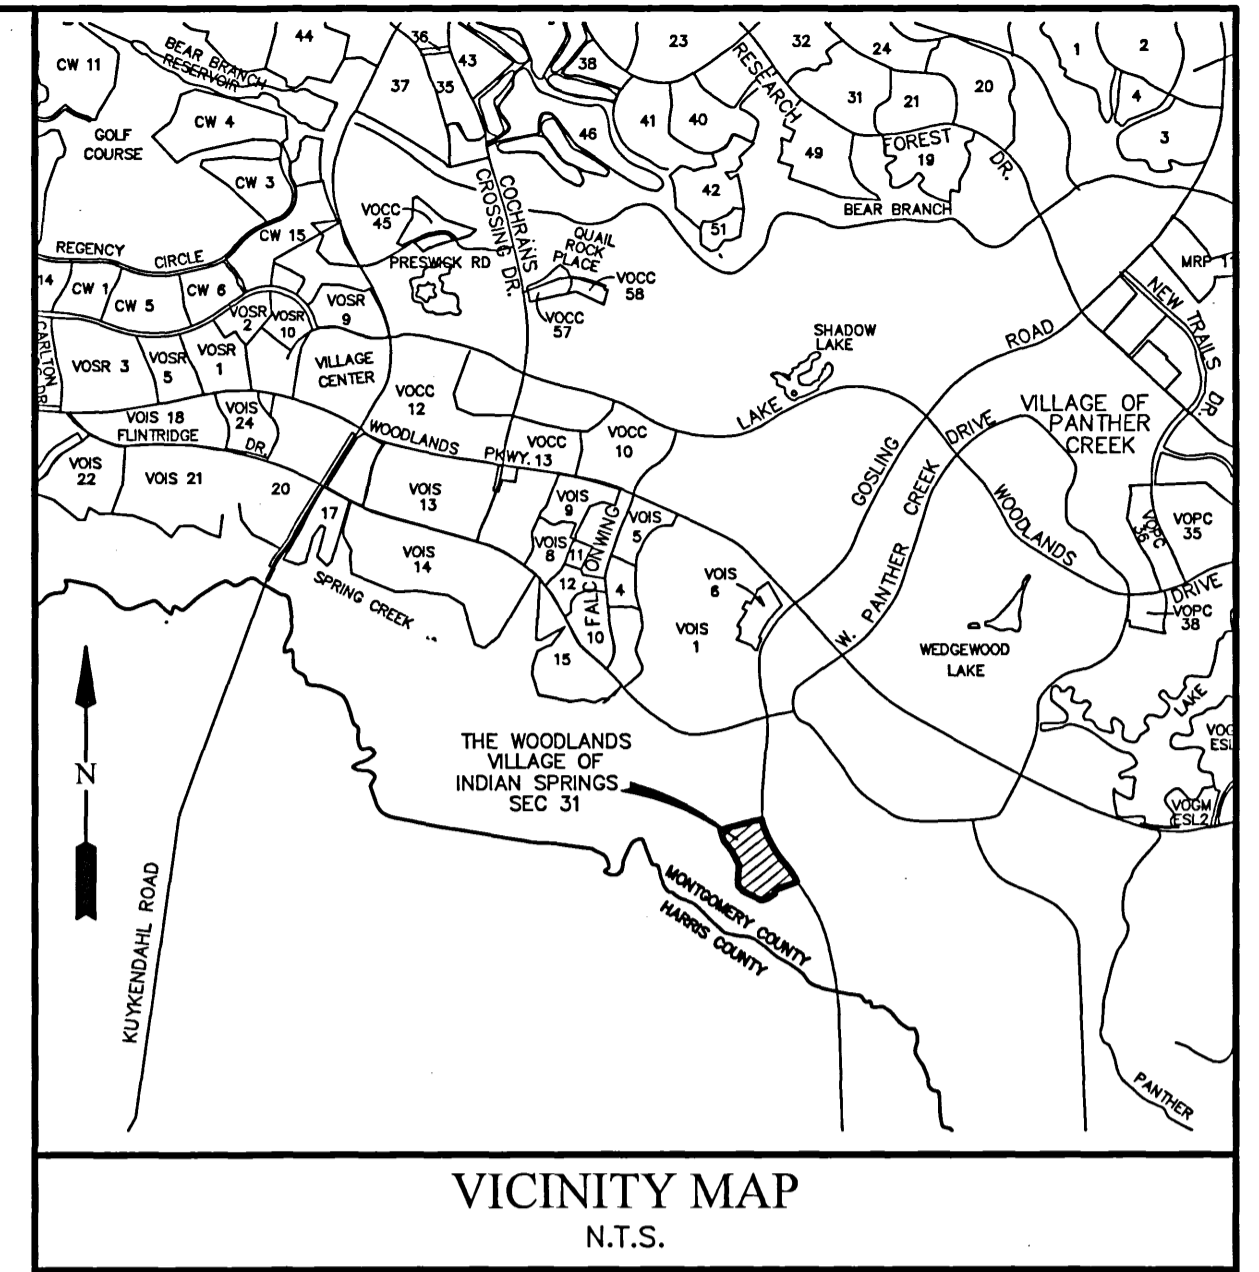 44
36
43
38
23
32
24
1
2
CW 11
BEAR BRANCH
RESERVOIR
37
35
RESEARCH
31
21
20
4
CW 4
46
41
40
3
GOLF
COURSE
49
FOREST
19
DR.
CW 3
42
VOCC
45
COCHRAN'S
CROSSING DR.
BEAR BRANCH
51
CW 15
QUAIL
ROCK
PLACE
REGENCY
CIRCLE
PRESWICK RD
MRP 1
14
CW 1
CW 5
CW 6
VOCC
58
VOSR
2
VOSR
10
VOSR
9
VOCC
57
NEW TRAILS
DR.
SHADOW
LAKE
ROAD
CARLTON
DR.
VOSR 3
VOSR
5
VOSR
1
VILLAGE
CENTER
VOCC
12
LAKE
DRIVE
VILLAGE OF
PANTHER
CREEK
VOIS 18
FLINTRIDGE
VOIS
24
DR.
WOODLANDS
PKWY.
VOCC
13
VOCC
10
GOSLING
VOIS
22
VOIS 21
20
VOIS
13
VOIS
9
WOODLANDS
17
VOIS
5
VOPC
36
VOPC
35
VOIS
14
VOIS
8
11
FALCONWING
W. PANTHER CREEK
SPRING CREEK
12
4
VOIS
6
DRIVE
VOPC
38
10
VOIS
1
15
WEDGEWOOD
LAKE
LAKE
THE WOODLANDS
VILLAGE OF
INDIAN SPRINGS
SEC 31
VOG
ESL
N
VOGM
ESL2
MONTGOMERY COUNTY
HARRIS COUNTY
KUYKENDAHL ROAD
PANTHER
VICINITY MAP
N.T.S.